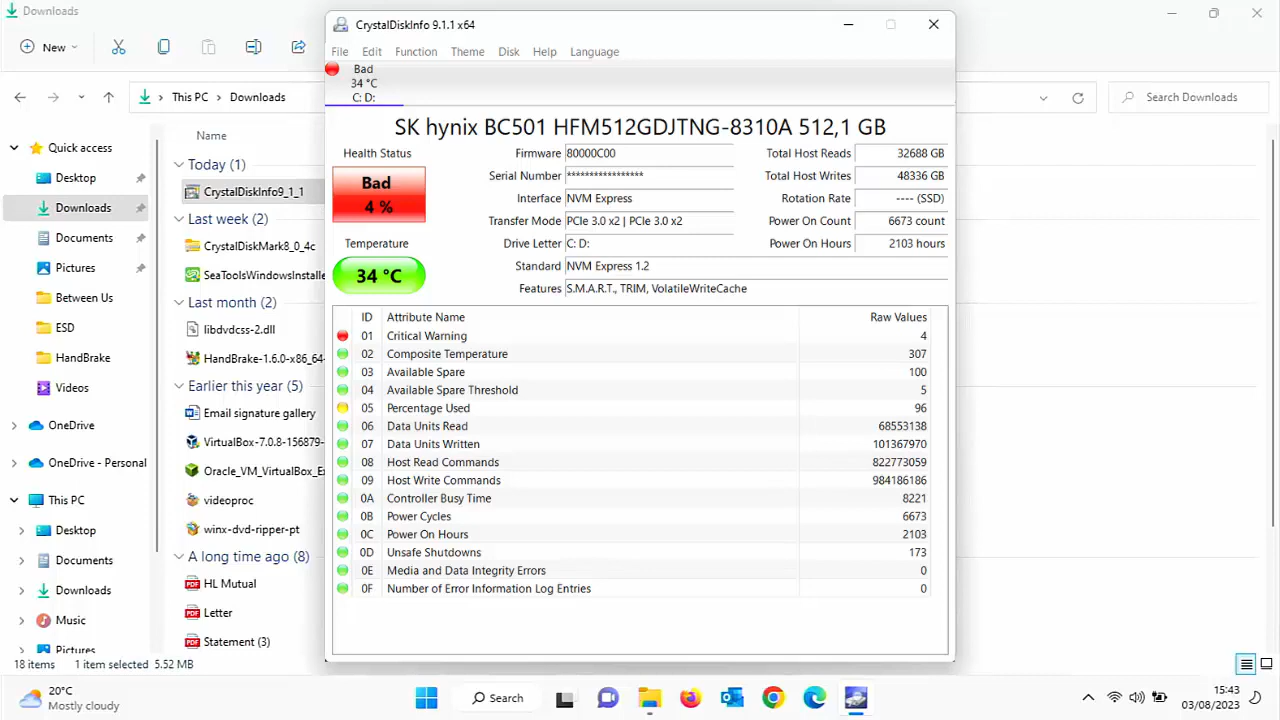 Downloads
New
This PC > Downloads
Search Downloads
Quick access
Desktop
Downloads
Documents
Pictures
Between Us
ESD
HandBrake
Videos
OneDrive
OneDrive - Personal
This PC
Desktop
Documents
Downloads
Music
Pictures
Name
Today (1)
CrystalDiskInfo9_1_1
Last week (2)
CrystalDiskMark8_0_4c
SeaToolsWindowsInstalle
Last month (2)
libdvdcss-2.dll
HandBrake-1.6.0-x86_64-
Earlier this year (5)
Email signature gallery
VirtualBox-7.0.8-156879-
Oracle_VM_VirtualBox_Ex
videoproc
winx-dvd-ripper-pt
A long time ago (8)
HL Mutual
Letter
Statement (3)
18 items 1 item selected 5.52 MB
CrystalDiskInfo 9.1.1 x64
File Edit Function Theme Disk Help Language
Bad
34 °C
C: D:
SK hynix BC501 HFM512GDJTNG-8310A 512,1 GB
Health Status
Bad
4 %
Temperature
34 °C
Firmware 80000C00
Serial Number ****************
Interface NVM Express
Transfer Mode PCIe 3.0 x2 | PCIe 3.0 x2
Drive Letter C: D:
Standard NVM Express 1.2
Features S.M.A.R.T., TRIM, VolatileWriteCache
Total Host Reads 32688 GB
Total Host Writes 48336 GB
Rotation Rate ---- (SSD)
Power On Count 6673 count
Power On Hours 2103 hours
ID Attribute Name Raw Values
01 Critical Warning 4
02 Composite Temperature 307
03 Available Spare 100
04 Available Spare Threshold 5
05 Percentage Used 96
06 Data Units Read 68553138
07 Data Units Written 101367970
08 Host Read Commands 822773059
09 Host Write Commands 984186186
0A Controller Busy Time 8221
0B Power Cycles 6673
0C Power On Hours 2103
0D Unsafe Shutdowns 173
0E Media and Data Integrity Errors 0
0F Number of Error Information Log Entries 0
20°C
Mostly cloudy
Search
15:43
03/08/2023